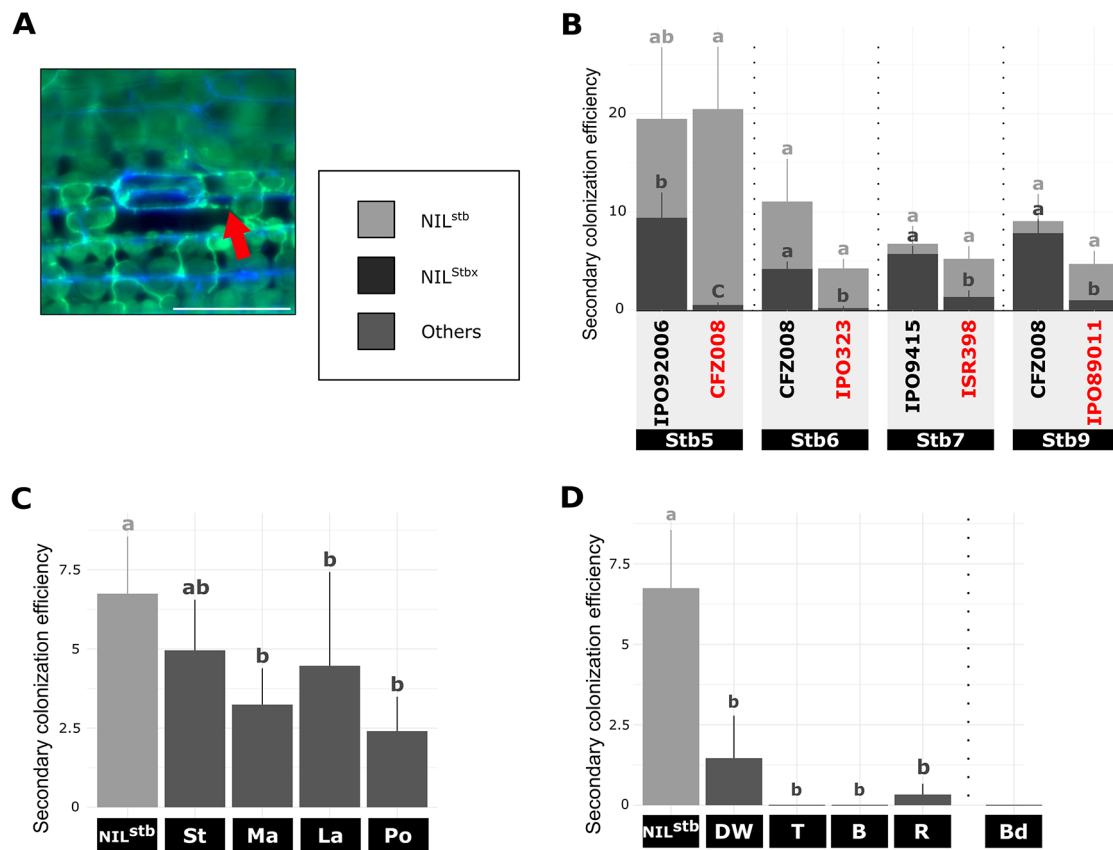 A
NIL^stb
NIL^Stbx
Others
B
Secondary colonization efficiency
20
10
0
ab
b
a
C
a
a
a
b
a
a
a
b
a
a
a
b
IPO92006
CFZ008
CFZ008
IPO323
IPO9415
ISR398
CFZ008
IPO89011
Stb5
Stb6
Stb7
Stb9
C
Secondary colonization efficiency
7.5
5
2.5
0
a
ab
b
b
b
NIL^stb
St
Ma
La
Po
D
Secondary colonization efficiency
7.5
5
2.5
0
a
b
b
b
b
NIL^stb
DW
T
B
R
Bd